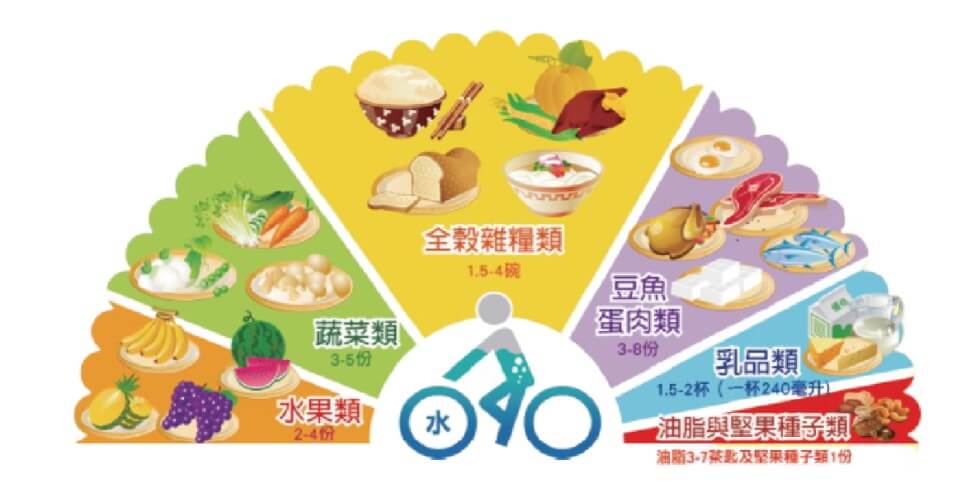 全穀雜糧類
1.5-4碗
豆魚
蛋肉類
3-8份
蔬菜類
3-5份
乳品類
1.5-2杯（一杯240毫升）
水果類
2-4份
水
油脂與堅果種子類
油脂3-7茶匙及堅果種子類1份